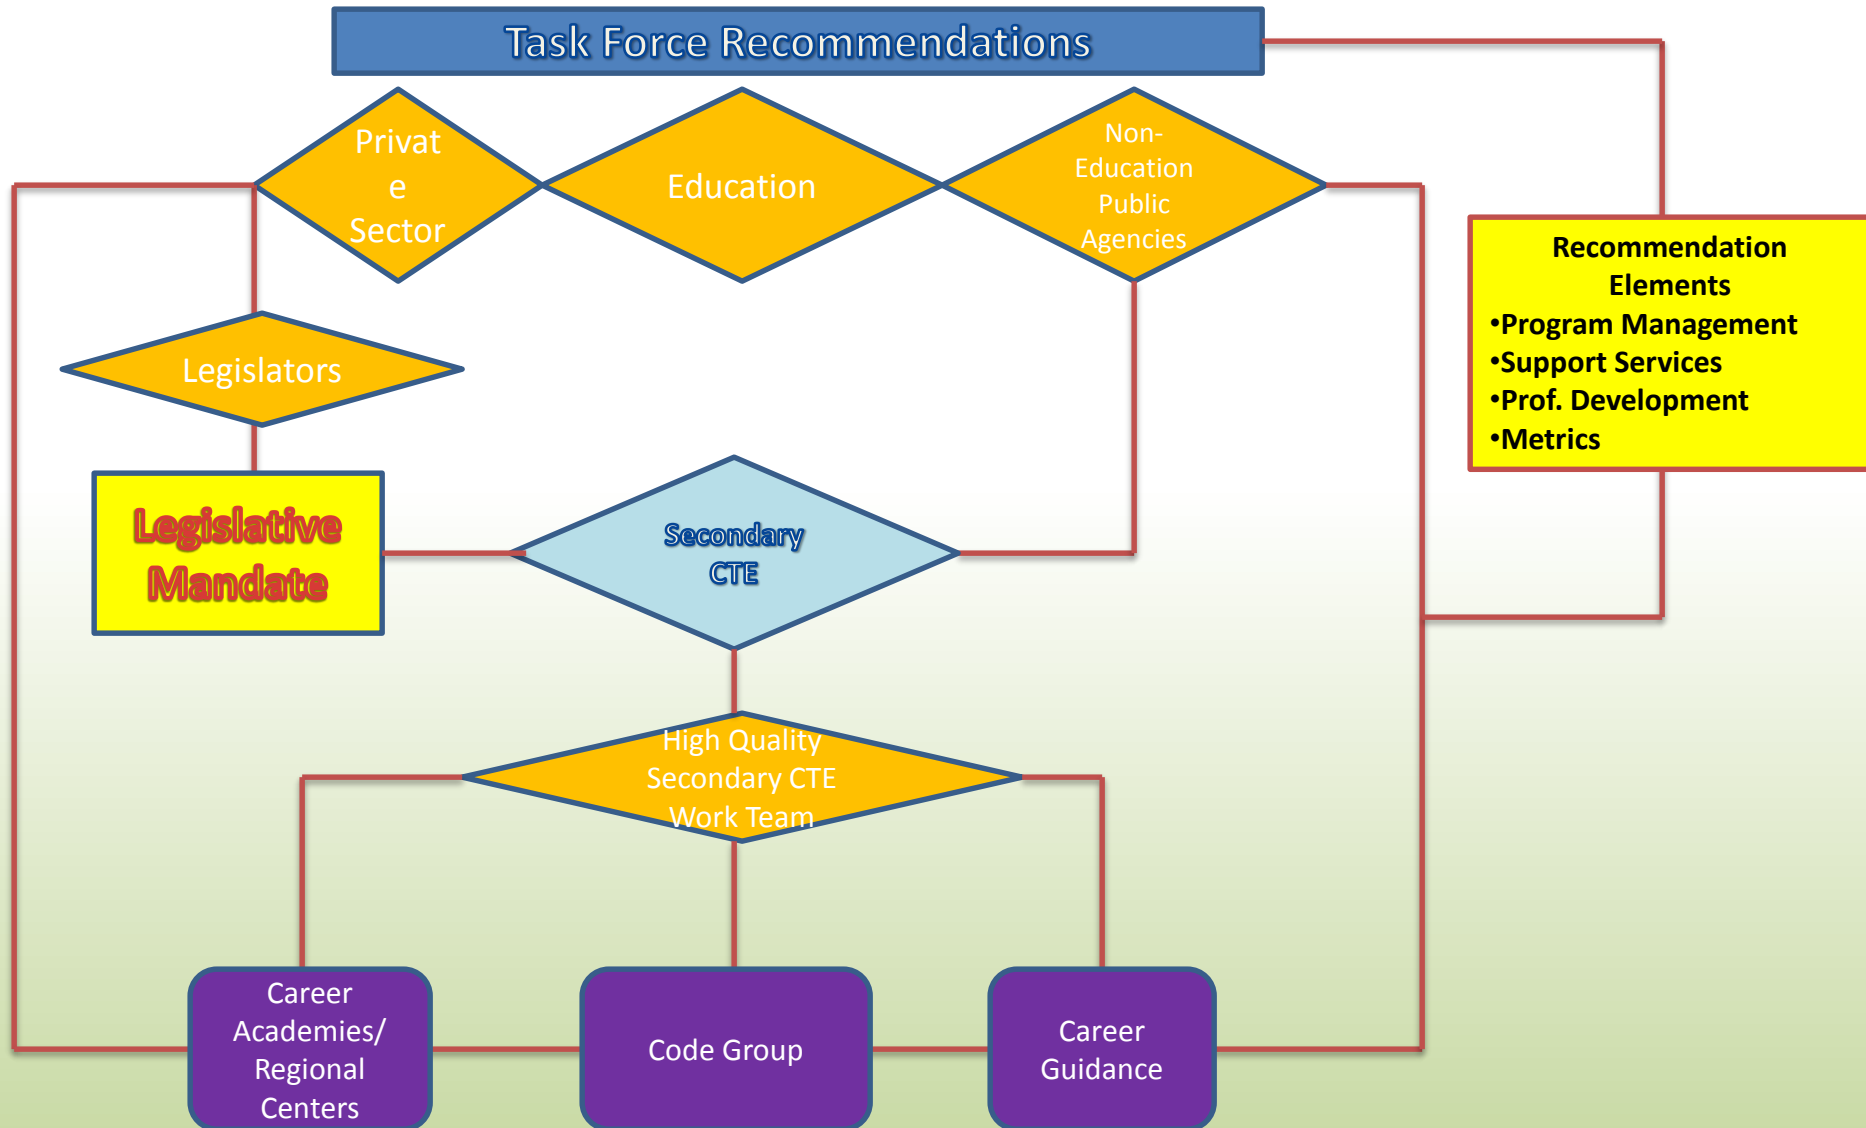 Task Force Recommendations
Privat
e
Sector
Education
Non-
Education
Public
Agencies
Recommendation
Elements
•Program Management
•Support Services
•Prof. Development
•Metrics
Legislators
Legislative
Mandate
Secondary
CTE
High Quality
Secondary CTE
Work Team
Career
Academies/
Regional
Centers
Code Group
Career
Guidance